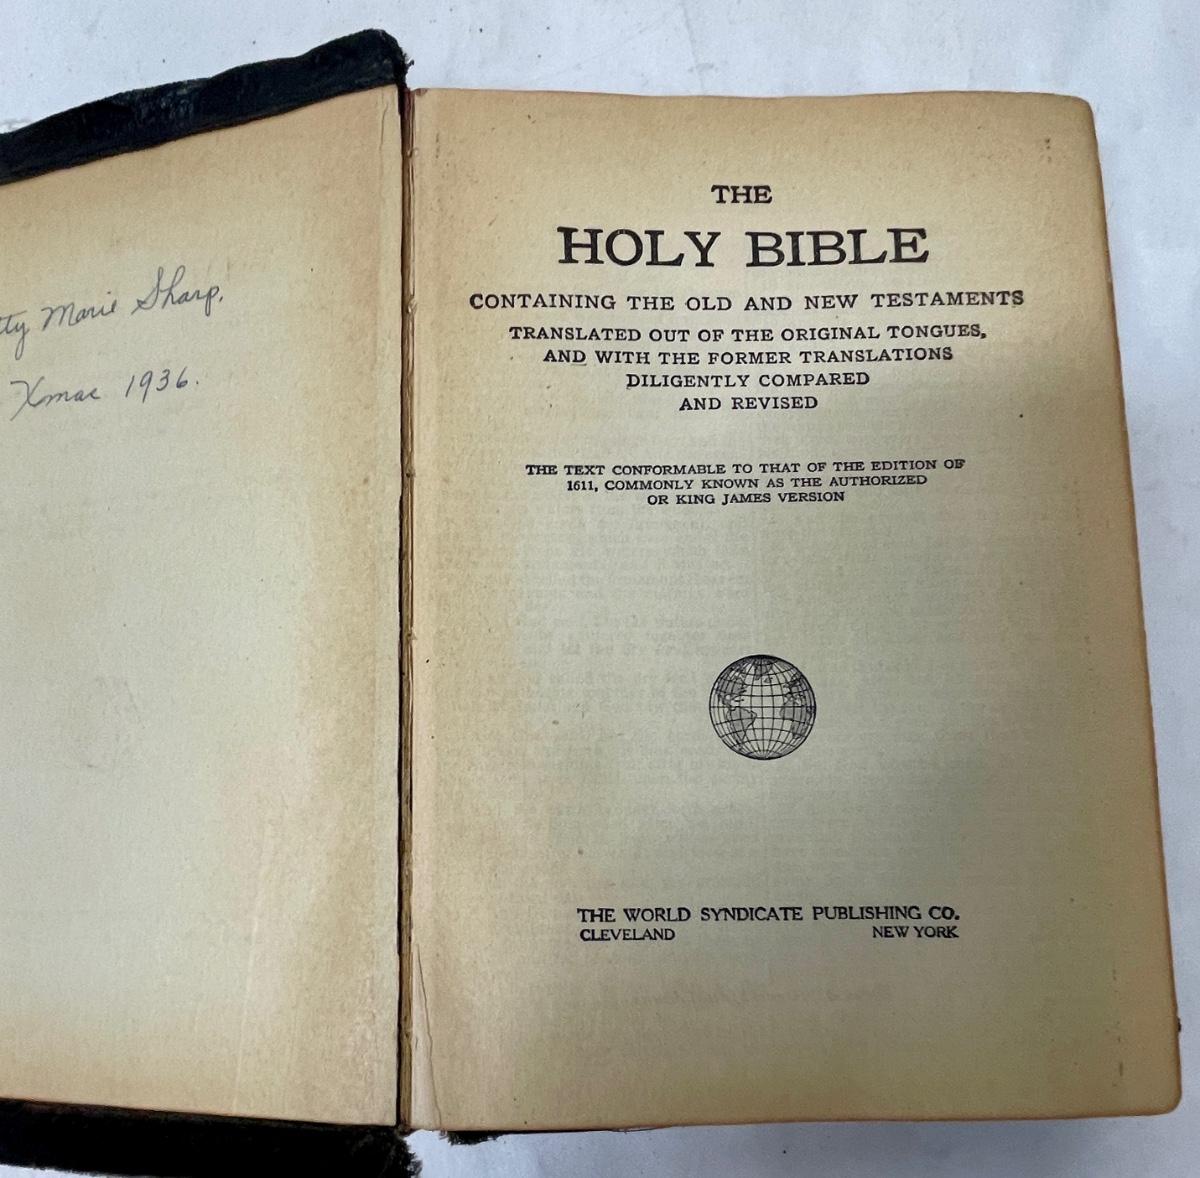 Marie Sharp.
Xmas 1936.
THE
HOLY BIBLE
CONTAINING THE OLD AND NEW TESTAMENTS
TRANSLATED OUT OF THE ORIGINAL TONGUES,
AND WITH THE FORMER TRANSLATIONS
DILIGENTLY COMPARED
AND REVISED
THE TEXT CONFORMABLE TO THAT OF THE EDITION OF
1611, COMMONLY KNOWN AS THE AUTHORIZED
OR KING JAMES VERSION
THE WORLD SYNDICATE PUBLISHING CO.
CLEVELAND NEW YORK